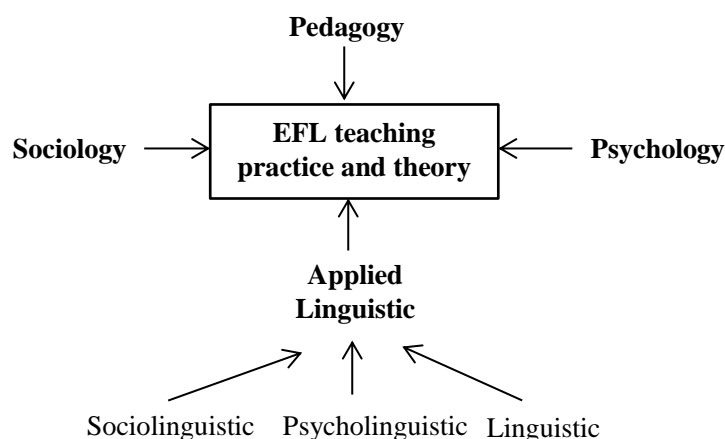 Pedagogy
EFL teaching
Sociology
practice and theory
Psychology
Applied
Linguistic
Sociolinguistic
Psycholinguistic
Linguistic